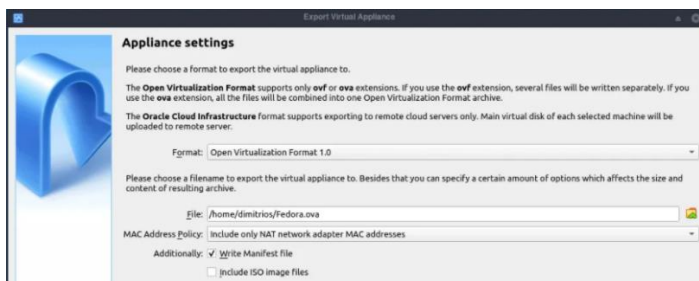 Export Virtual Appliance
Appliance settings
Please choose a format to export the virtual appliance to.
The Open Virtualization Format supports only ovf or ova extensions. If you use the ovf extension, several files will be written separately. If you
use the ova extension, all the files will be combined into one Open Virtualization Format archive.
The Oracle Cloud Infrastructure format supports exporting to remote cloud servers only. Main virtual disk of each selected machine will be
uploaded to remote server.
Format: Open Virtualization Format 1.0
Please choose a filename to export the virtual appliance to. Besides that you can specify a certain amount of options which affects the size and
content of resulting archive.
File: /home/dimitrios/Fedora.ova
MAC Address Policy: Include only NAT network adapter MAC addresses
Additionally: Write Manifest file
Include ISO image files